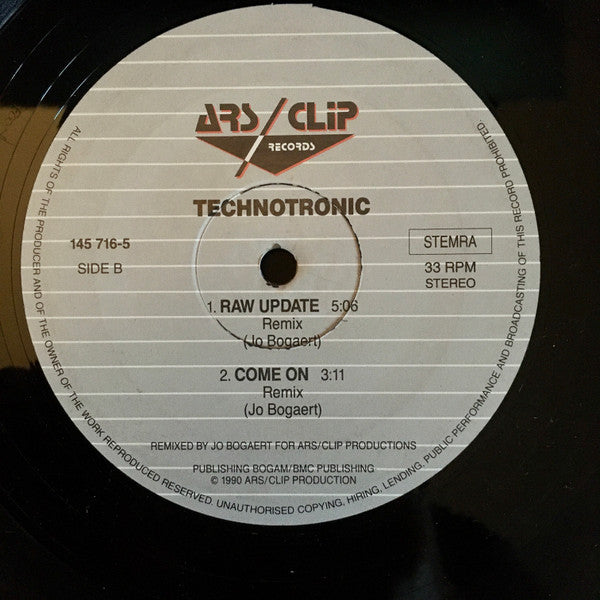 ARS/CLIP
RECORDS
TECHNOTRONIC
145 716-5
SIDE B
STEMRA
33 RPM
STEREO
1. RAW UPDATE 5:06
Remix
(Jo Bogaert)
2. COME ON 3:11
Remix
(Jo Bogaert)
REMIXED BY JO BOGAERT FOR ARS/CLIP PRODUCTIONS
PUBLISHING BOGAM/BMC PUBLISHING
© 1990 ARS/CLIP PRODUCTION
ALL RIGHTS OF THE PRODUCER AND OF THE OWNER OF THE WORK REPRODUCED RESERVED. UNAUTHORISED COPYING, HIRING, LENDING, PUBLIC PERFORMANCE AND BROADCASTING OF THIS RECORD PROHIBITED.